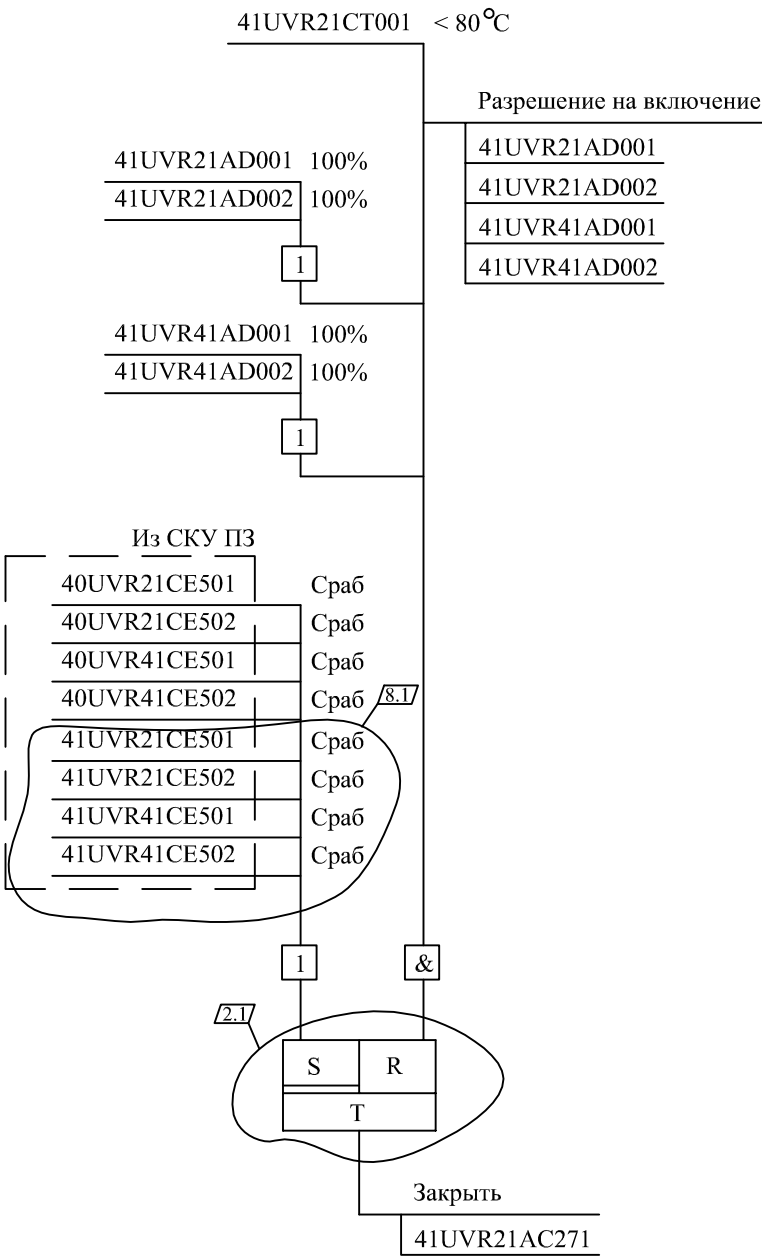 41UVR21CT001 < 80°C
Разрешение на включение
41UVR21AD001
41UVR21AD002
41UVR41AD001
41UVR41AD002
41UVR21AD001 100%
41UVR21AD002 100%
1
41UVR41AD001 100%
41UVR41AD002 100%
1
Из СКУ ПЗ
40UVR21CE501 Сраб
40UVR21CE502 Сраб
40UVR41CE501 Сраб
40UVR41CE502 Сраб
8.1
41UVR21CE501 Сраб
41UVR21CE502 Сраб
41UVR41CE501 Сраб
41UVR41CE502 Сраб
1 &
2.1
S R
T
Закрыть
41UVR21AC271